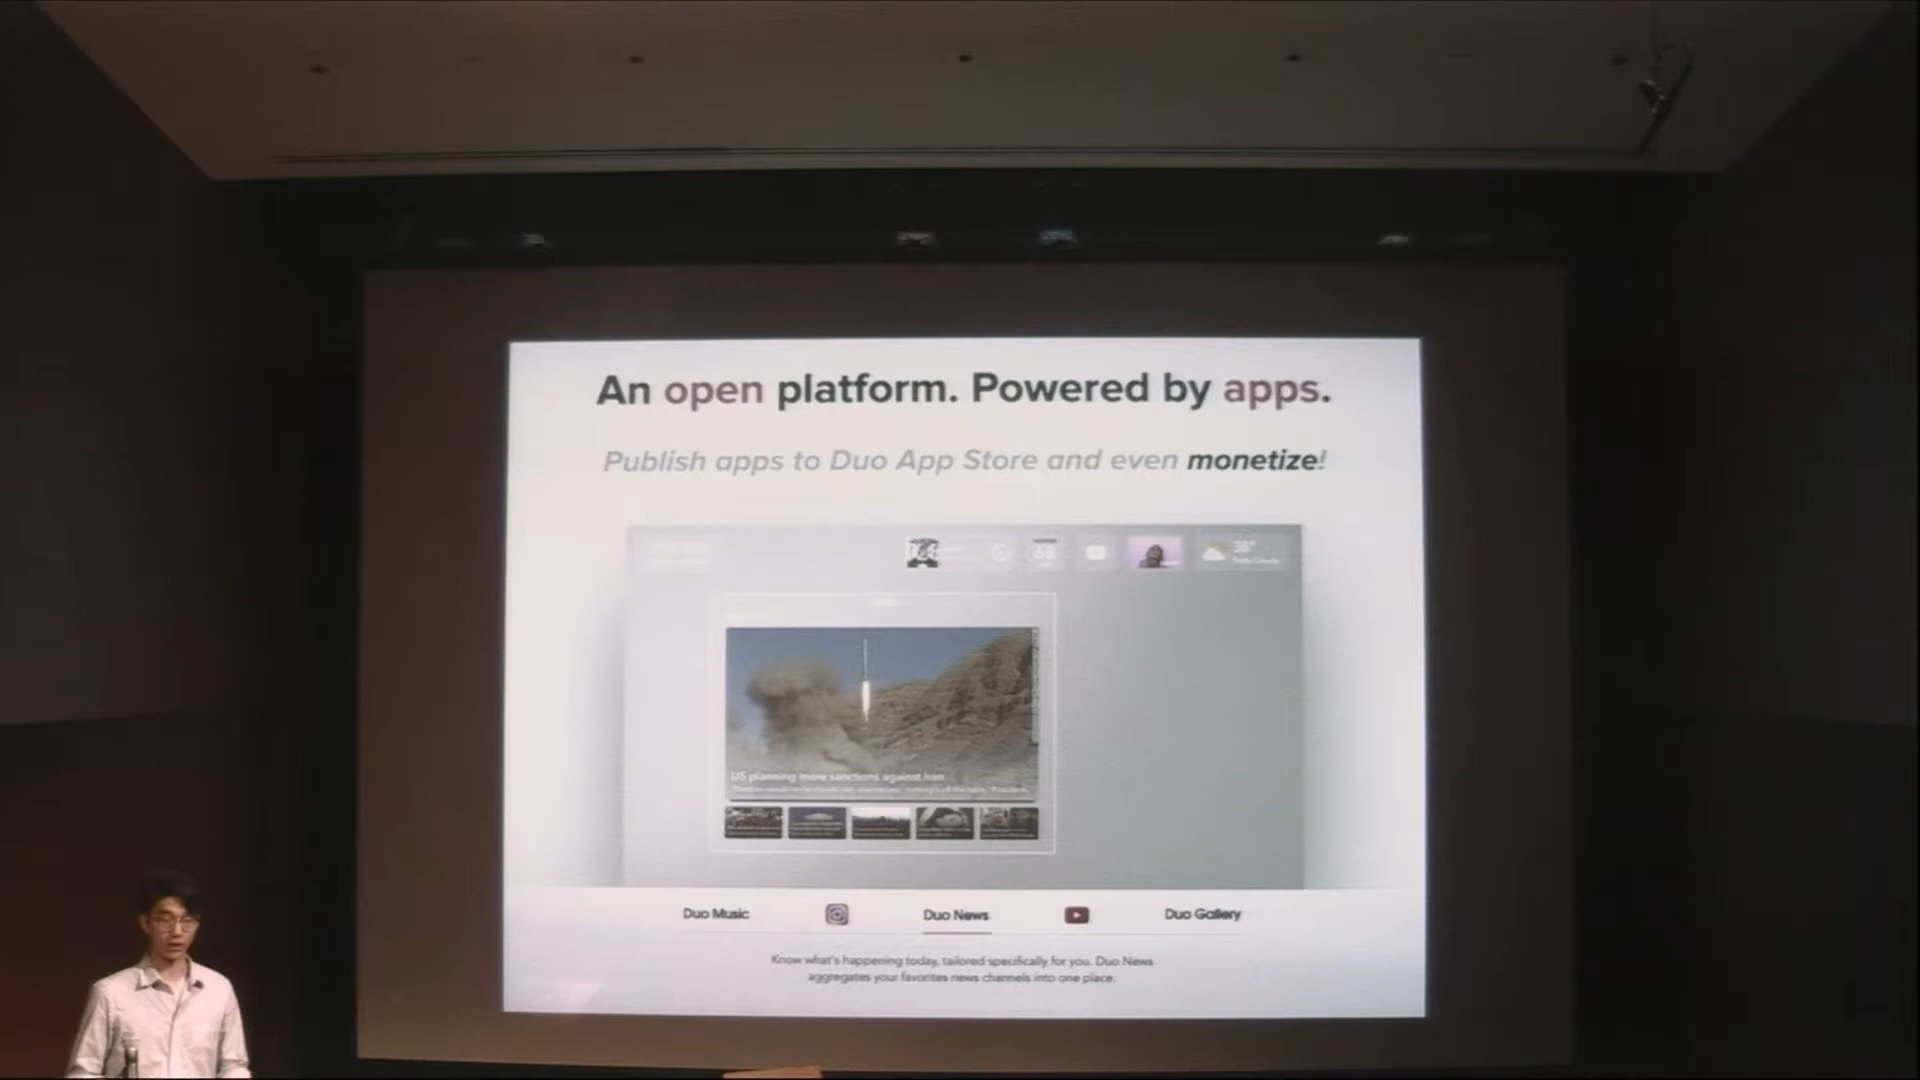 An open platform. Powered by apps.
Publish apps to Duo App Store and even monetize!
68
38°
US planning more sanctions against Iran
Duo Music
Duo News
Duo Gallery
Know what's happening today, tailored specifically for you. Duo News
aggregates your favorites news channels into one place.